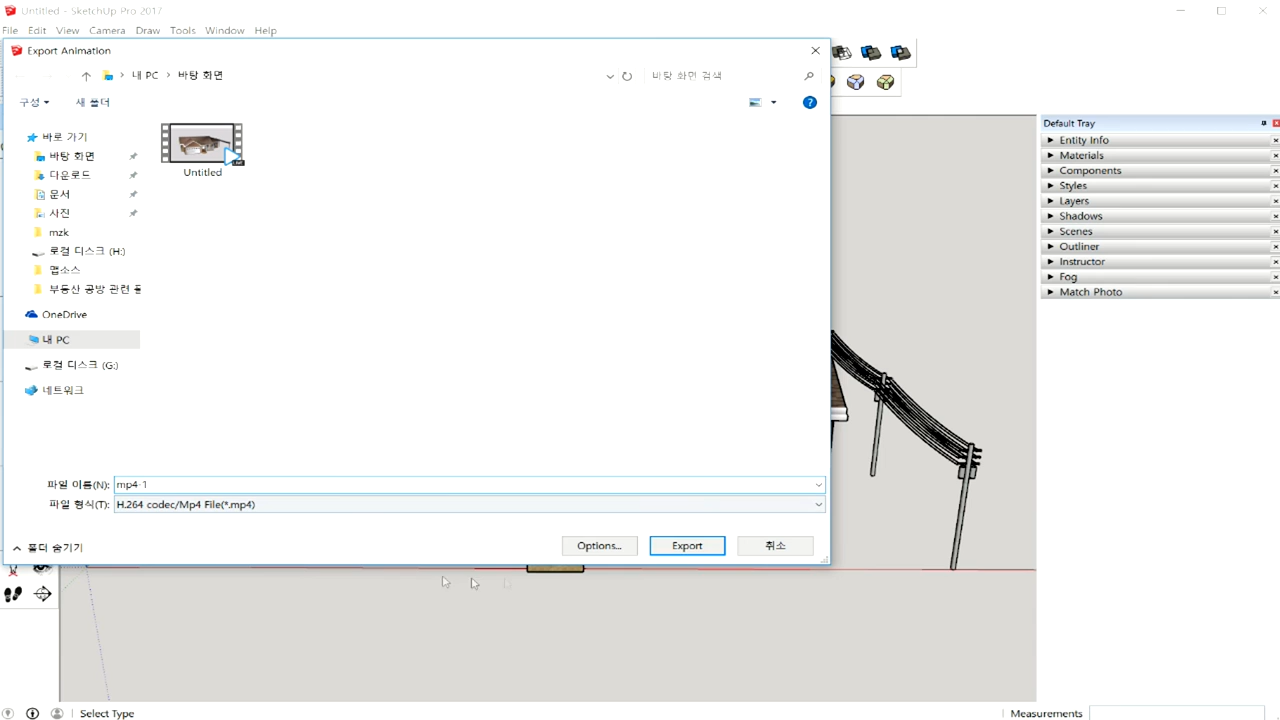 Untitled - SketchUp Pro 2017
File Edit View Camera Draw Tools Window Help
Export Animation
내 PC 바탕 화면
바탕 화면 검색
구성 새 폴더
Untitled
바로 가기
바탕 화면
다운로드
문서
사진
mzk
로컬 디스크 (H:)
맵소스
부동산 공방 관련
OneDrive
내 PC
로컬 디스크 (G:)
네트워크
파일 이름(N): mp4-1
파일 형식(T): H.264 codec/Mp4 File(*.mp4)
폴더 숨기기
Options... Export 취소
Default Tray
Entity Info
Materials
Components
Styles
Layers
Shadows
Scenes
Outliner
Instructor
Fog
Match Photo
Select Type
Measurements